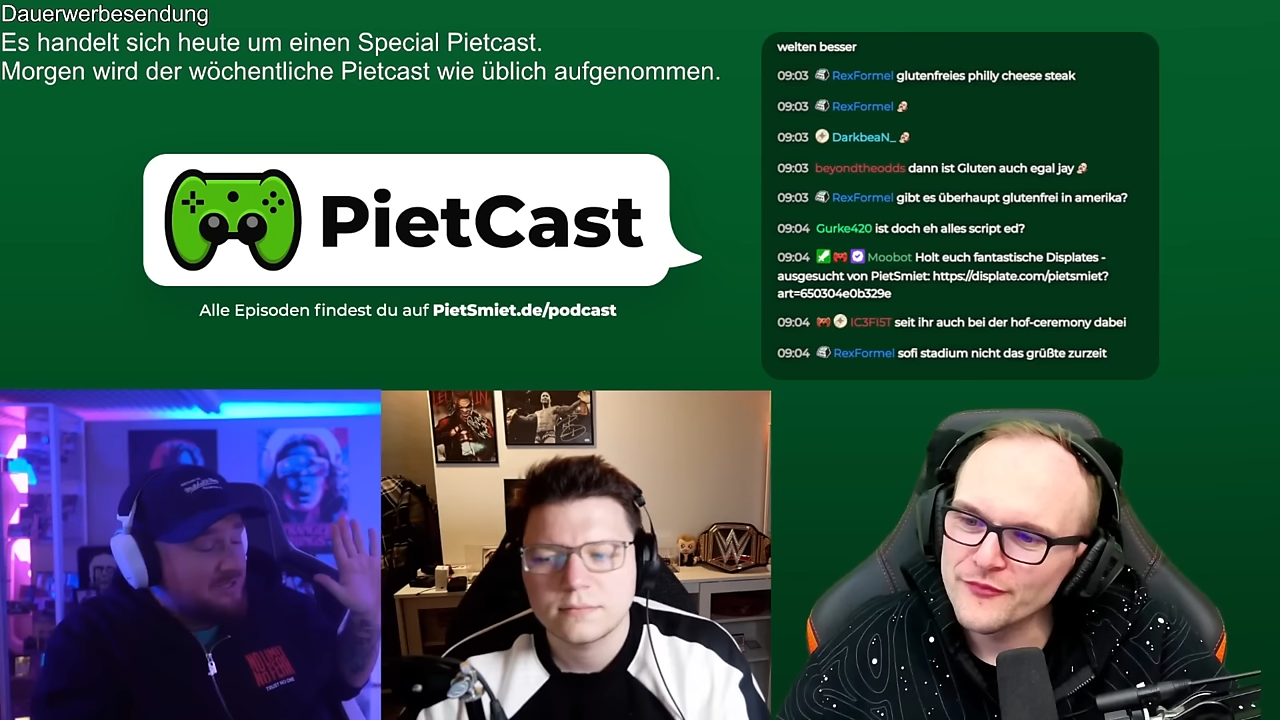 Dauerwerbesendung
Es handelt sich heute um einen Special Pietcast.
Morgen wird der wöchentliche Pietcast wie üblich aufgenommen.
PietCast
Alle Episoden findest du auf PietSmiet.de/podcast
welten besser
09:03 RexFormel glutenfreies philly cheese steak
09:03 RexFormel
09:03 DarkbeaN_
09:03 beyondtheodds dann ist Gluten auch egal jay
09:03 RexFormel gibt es überhaupt glutenfrei in amerika?
09:04 Gurke420 ist doch eh alles script ed?
09:04 Moobot Holt euch fantastische Displates -
ausgesucht von PietSmiet: https://displate.com/pietsmiet?
art=650304e0b329e
09:04 IC3FI5T seit ihr auch bei der hof-ceremony dabei
09:04 RexFormel sofi stadium nicht das grüßte zurzeit